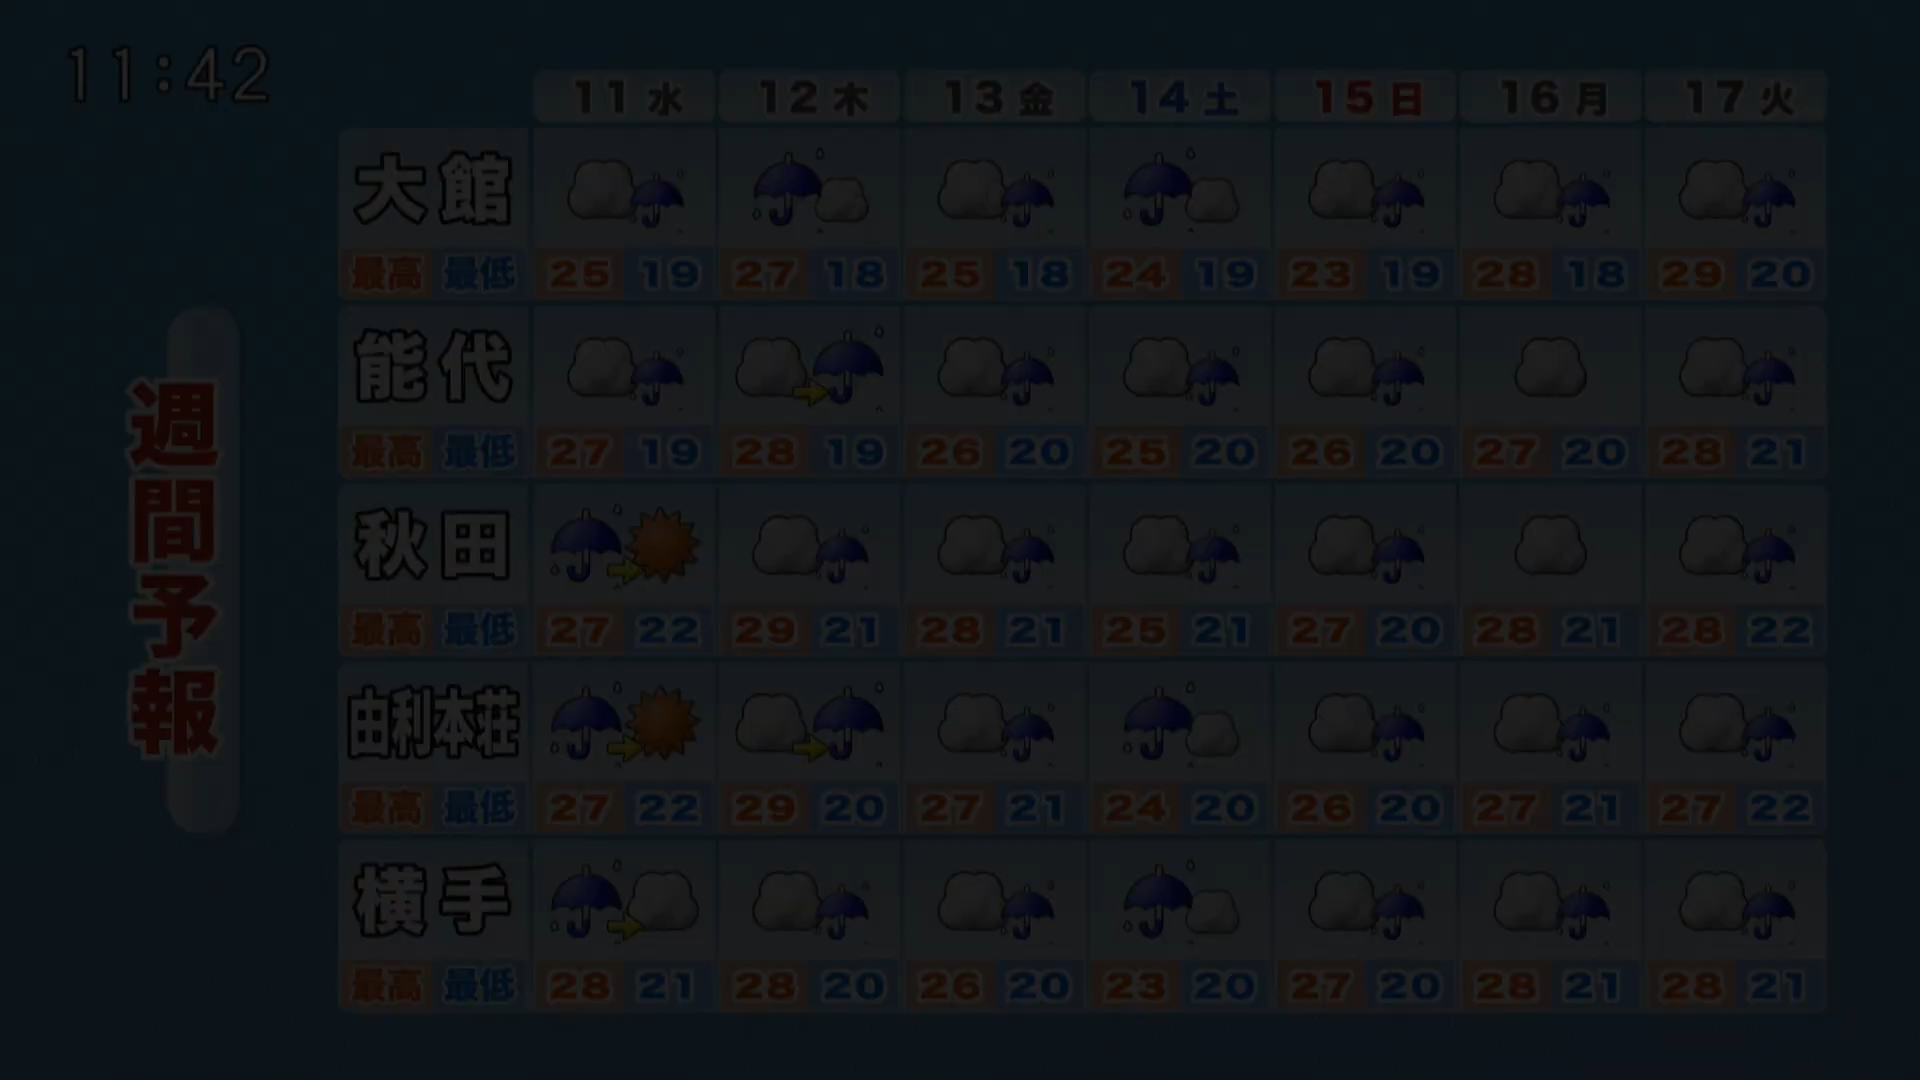 11:42
週間予報
11水 12木 13金 14土 15日 16月 17火
大館
最高 最低 25 19 27 18 25 18 24 19 23 19 28 18 29 20
能代
最高 最低 27 19 28 19 26 20 25 20 26 20 27 20 28 21
秋田
最高 最低 27 22 29 21 28 21 25 21 27 20 28 21 28 22
由利本荘
最高 最低 27 22 29 20 27 21 24 20 26 20 27 21 27 22
横手
最高 最低 28 21 28 20 26 20 23 20 27 20 28 21 28 21